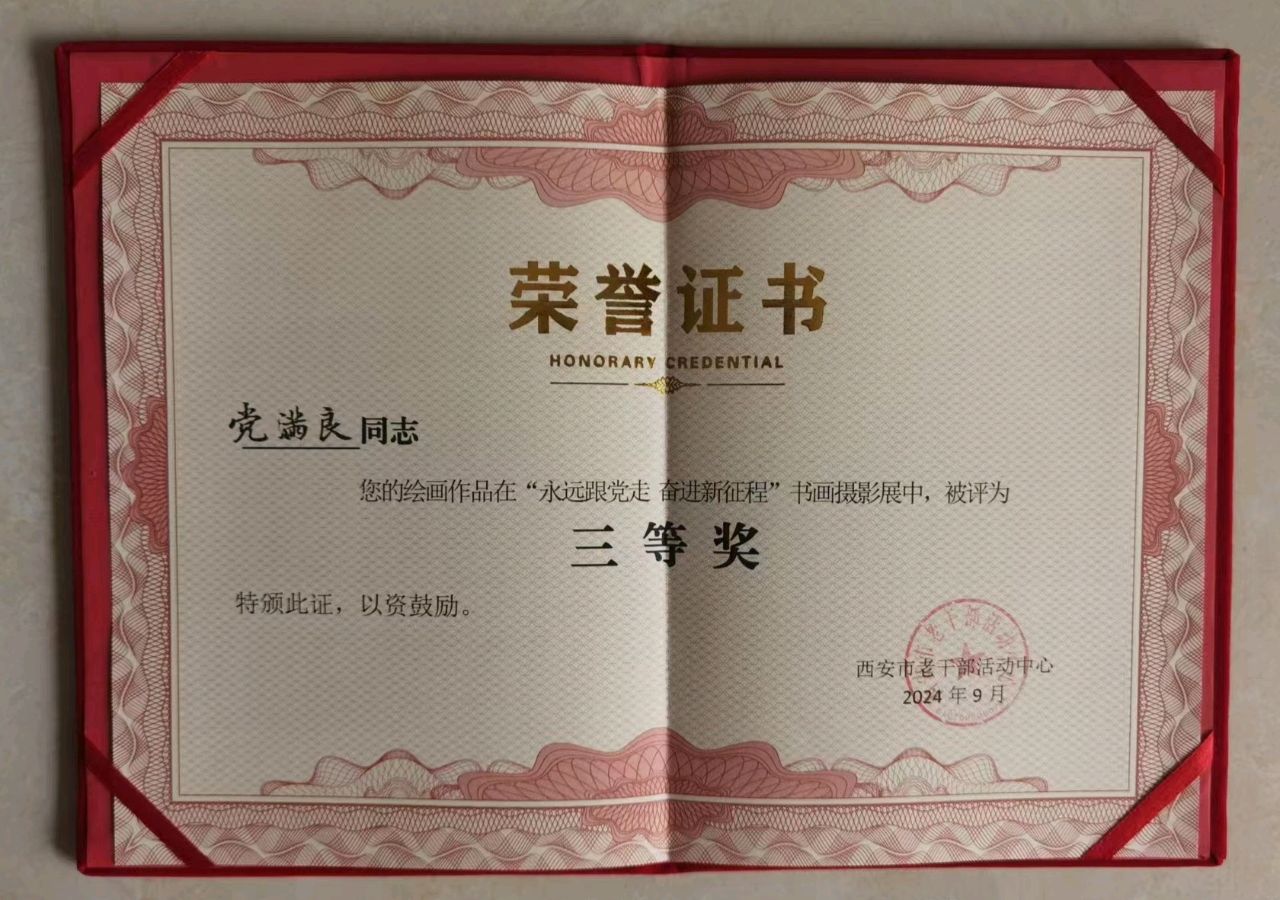 荣誉证书
HONORARY CREDENTIAL
党满良同志
您的绘画作品在“永远跟党走 奋进新征程”书画摄影展中，被评为
三等奖
特颁此证，以资鼓励。
西安市老干部活动中心
2024年9月